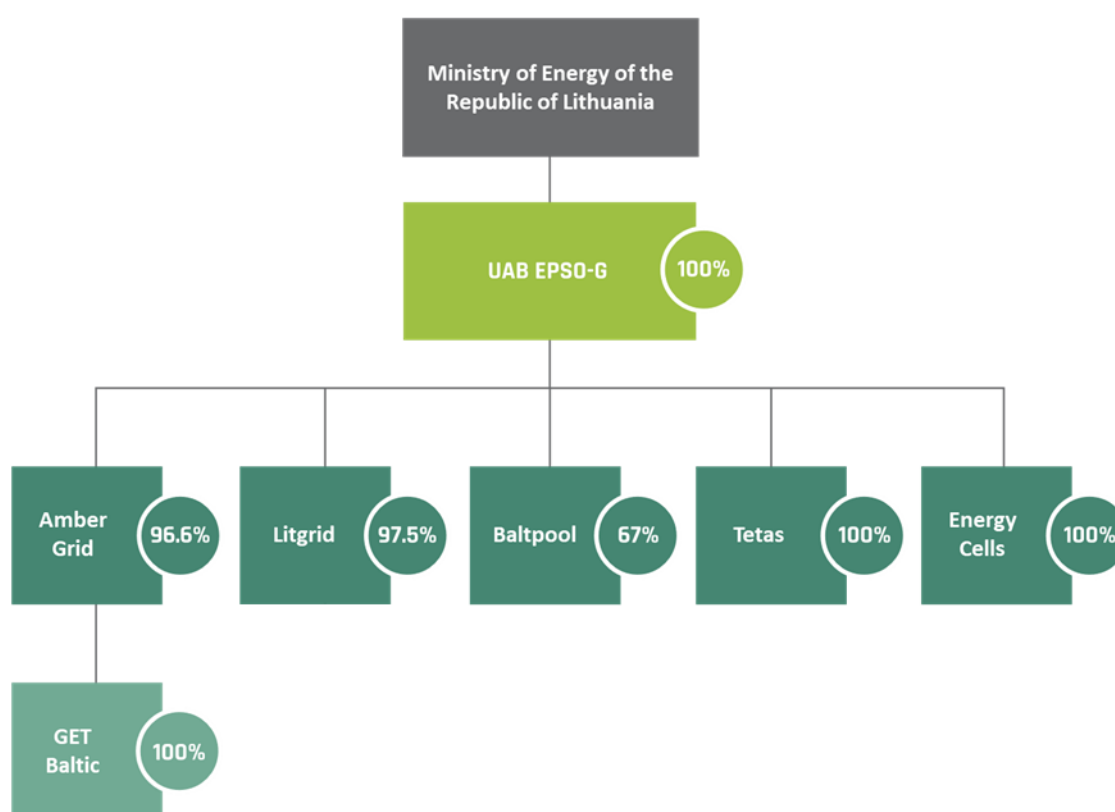 Ministry of Energy of the
Republic of Lithuania
UAB EPSO-G
100%
Amber
Grid
96.6%
Litgrid
97.5%
Baltpool
67%
Tetas
100%
Energy
Cells
100%
GET
Baltic
100%